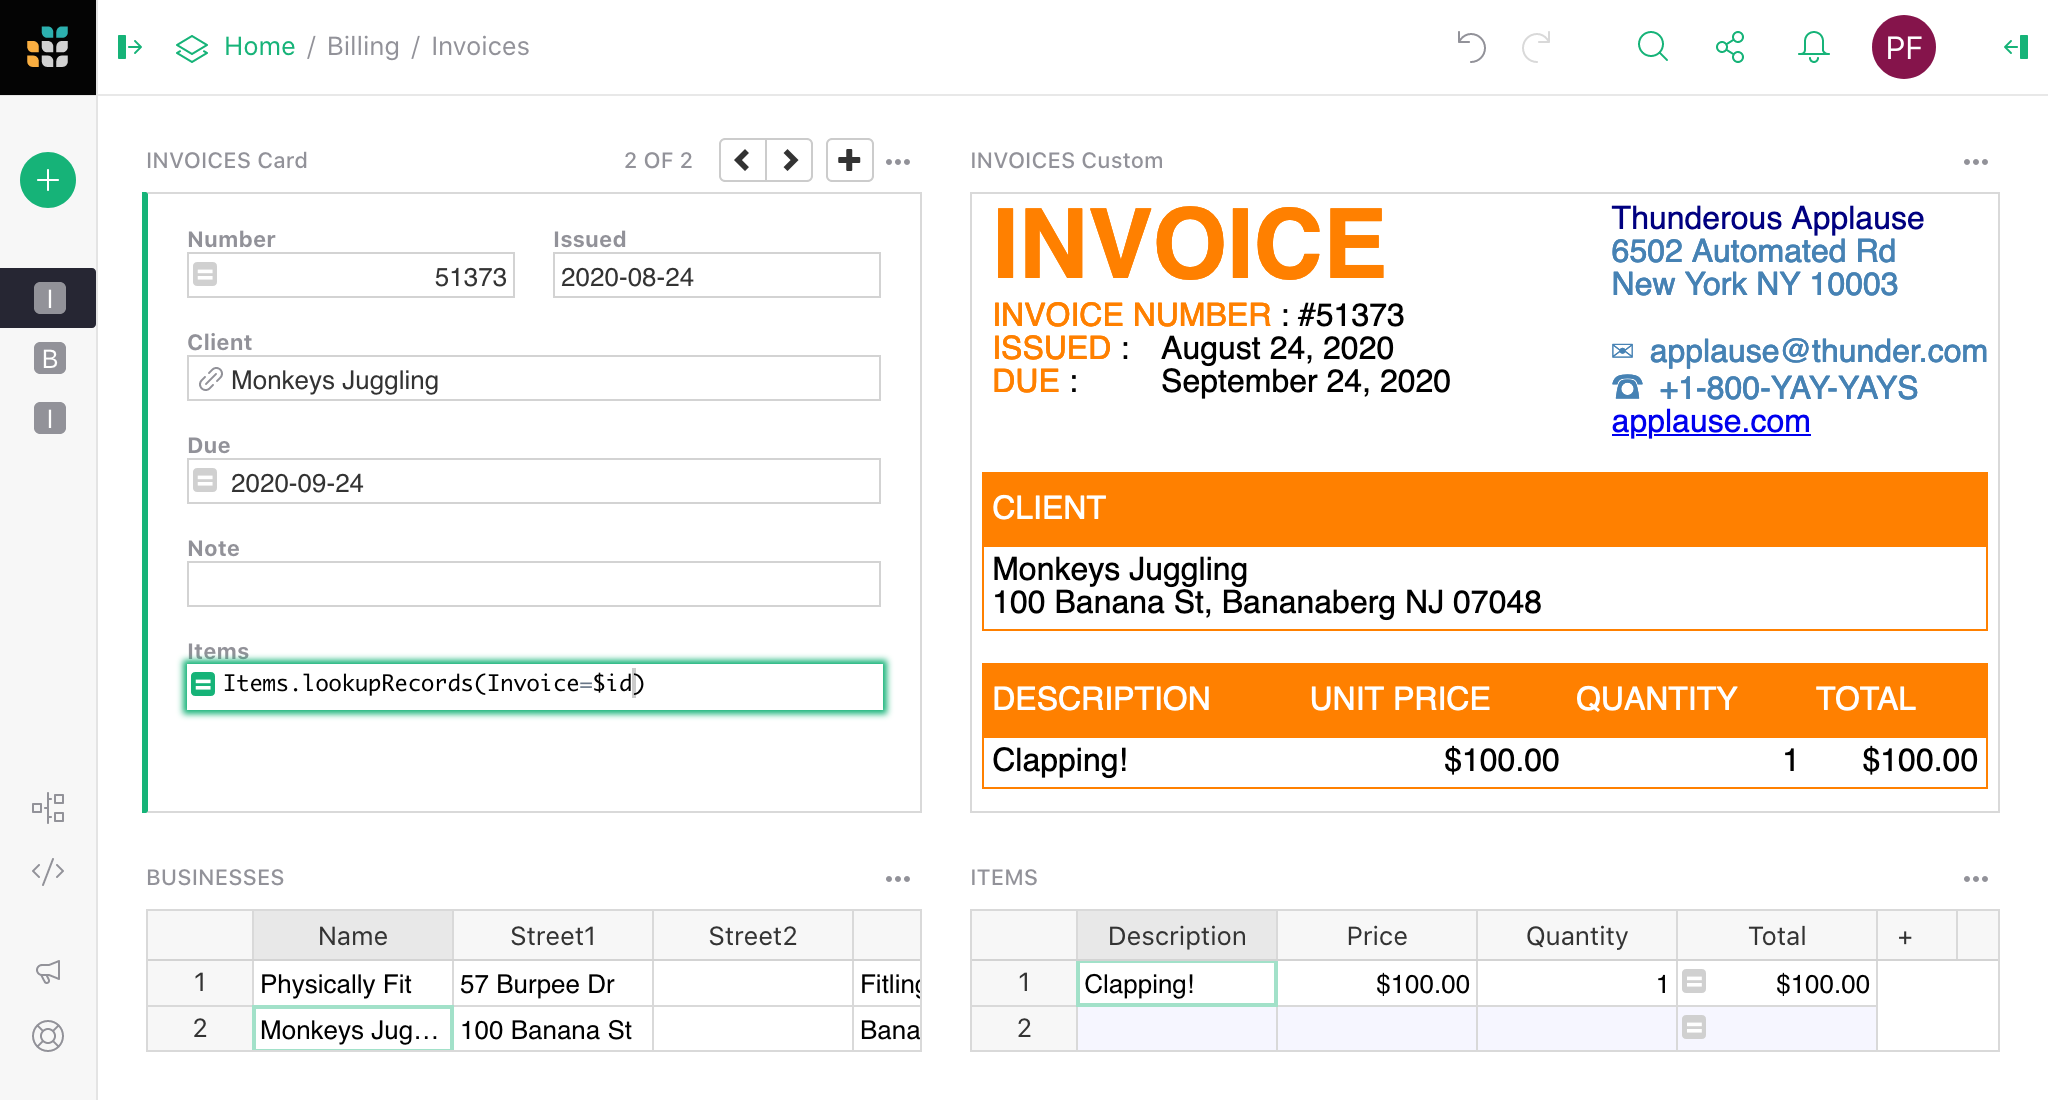 Home / Billing / Invoices
PF
I
B
I
INVOICES Card
2 OF 2
Number
51373
Issued
2020-08-24
Client
Monkeys Juggling
Due
2020-09-24
Note
Items
Items.lookupRecords(Invoice=$id)
INVOICES Custom
INVOICE
INVOICE NUMBER : #51373
ISSUED : August 24, 2020
DUE : September 24, 2020
Thunderous Applause
6502 Automated Rd
New York NY 10003
✉ applause@thunder.com
☎ +1-800-YAY-YAYS
applause.com
CLIENT
Monkeys Juggling
100 Banana St, Bananaberg NJ 07048
DESCRIPTION UNIT PRICE QUANTITY TOTAL
Clapping! $100.00 1 $100.00
BUSINESSES
Name Street1 Street2
1 Physically Fit 57 Burpee Dr Fitling
2 Monkeys Jug... 100 Banana St Bana
ITEMS
Description Price Quantity Total +
1 Clapping! $100.00 1 = $100.00
2 =